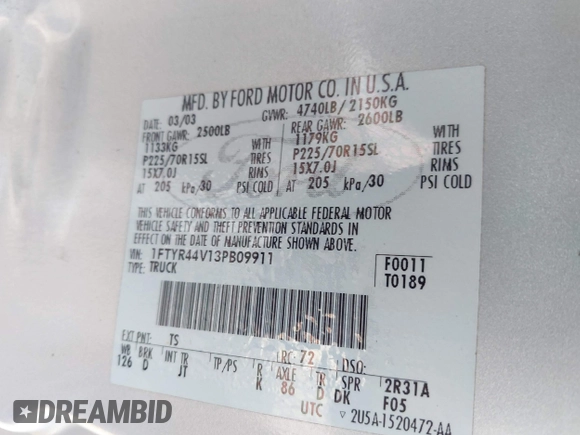 MFD. BY FORD MOTOR CO. IN U.S.A.
DATE: 03/03 GVWR: 4740LB/ 2150KG
FRONT GAWR: 2500LB REAR GAWR: 2600LB
1133KG WITH 1179KG WITH
P225/70R15SL TIRES P225/70R15SL TIRES
15X7.0J RIMS 15X7.0J RIMS
AT 205 kPa/30 PSI COLD AT 205 kPa/30 PSI COLD
THIS VEHICLE CONFORMS TO ALL APPLICABLE FEDERAL MOTOR
VEHICLE SAFETY AND THEFT PREVENTION STANDARDS IN
EFFECT ON THE DATE OF MANUFACTURE SHOWN ABOVE.
VIN: 1FTYR44V13PB09911 F0011
TYPE: TRUCK T0189
EXT PNT: TS RC: 72 DSO:
WB BRK INT TR TP/PS R AXLE TR SPR 2R31A
126 D JT K 86 D DK F05
UTC ▽ 2U5A-1520472-AA
Ford
DREAMBID